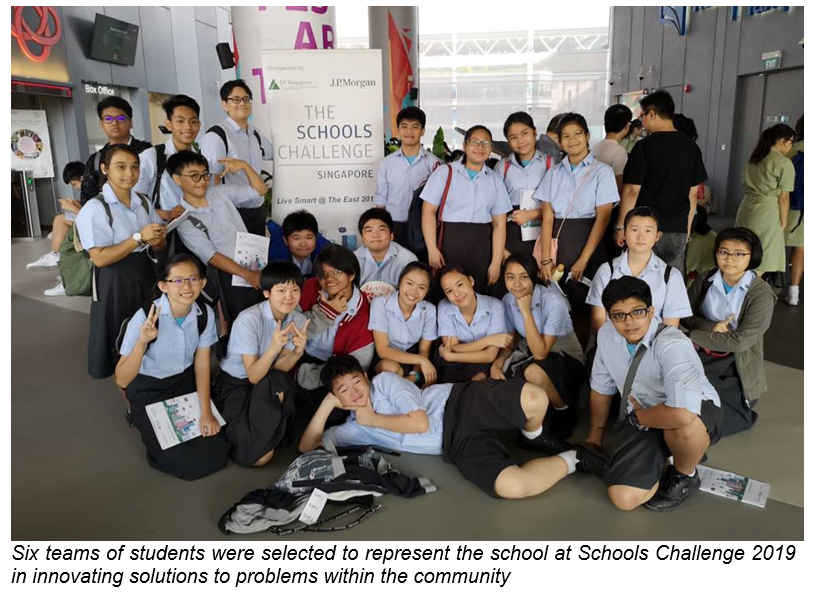 Co-organised by
JA Singapore
J.P.Morgan
THE
SCHOOLS
CHALLENGE
SINGAPORE
Live Smart @ The East 201
Box Office
EXIT
Six teams of students were selected to represent the school at Schools Challenge 2019
in innovating solutions to problems within the community